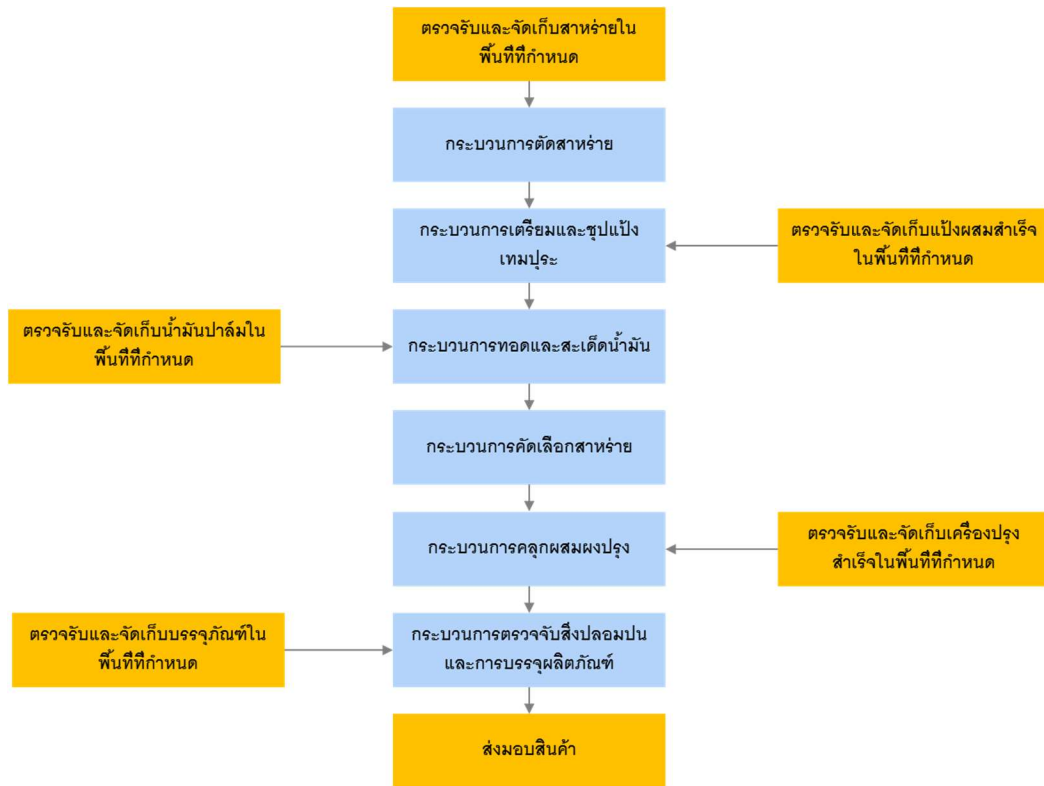 ตรวจรับและจัดเก็บสาหร่ายใน
พื้นที่ที่กำหนด
กระบวนการตัดสาหร่าย
กระบวนการเตรียมและชุปแป้ง
เทมปุระ
ตรวจรับและจัดเก็บแป้งผสมสำเร็จ
ในพื้นที่ที่กำหนด
ตรวจรับและจัดเก็บน้ำมันปาล์มใน
พื้นที่ที่กำหนด
กระบวนการทอดและสะเด็ดน้ำมัน
กระบวนการคัดเลือกสาหร่าย
กระบวนการคลุกผสมผงปรุง
ตรวจรับและจัดเก็บเครื่องปรุง
สำเร็จในพื้นที่ที่กำหนด
ตรวจรับและจัดเก็บบรรจุภัณฑ์ใน
พื้นที่ที่กำหนด
กระบวนการตรวจจับสิ่งปลอมปน
และการบรรจุผลิตภัณฑ์
ส่งมอบสินค้า